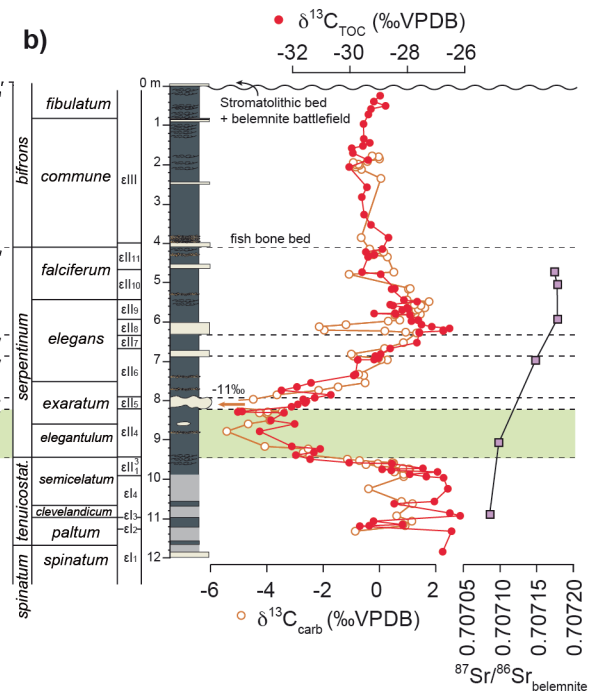 b)
δ13CTOC (‰VPDB)
-32 -30 -28 -26
0 m
Stromatolithic bed
+ belemnite battlefield
fibulatum
1
bifrons
commune
εIII
2
3
4
fish bone bed
falciferum
εII11
εII10
5
serpentinum
elegans
εII9
εII8
6
εII7
εII6
7
-11‰
exaratum
εII5
8
elegantulum
εII4
9
tenuicostat.
semicelatum
εII3
1
10
εI4
clevelandicum
εI3
11
paltum
εI2
spinatum
spinatum
εI1
12
-6 -4 -2 0 2
δ13Ccarb (‰VPDB)
0.70705
0.70710
0.70715
0.70720
87Sr/86Srbelemnite